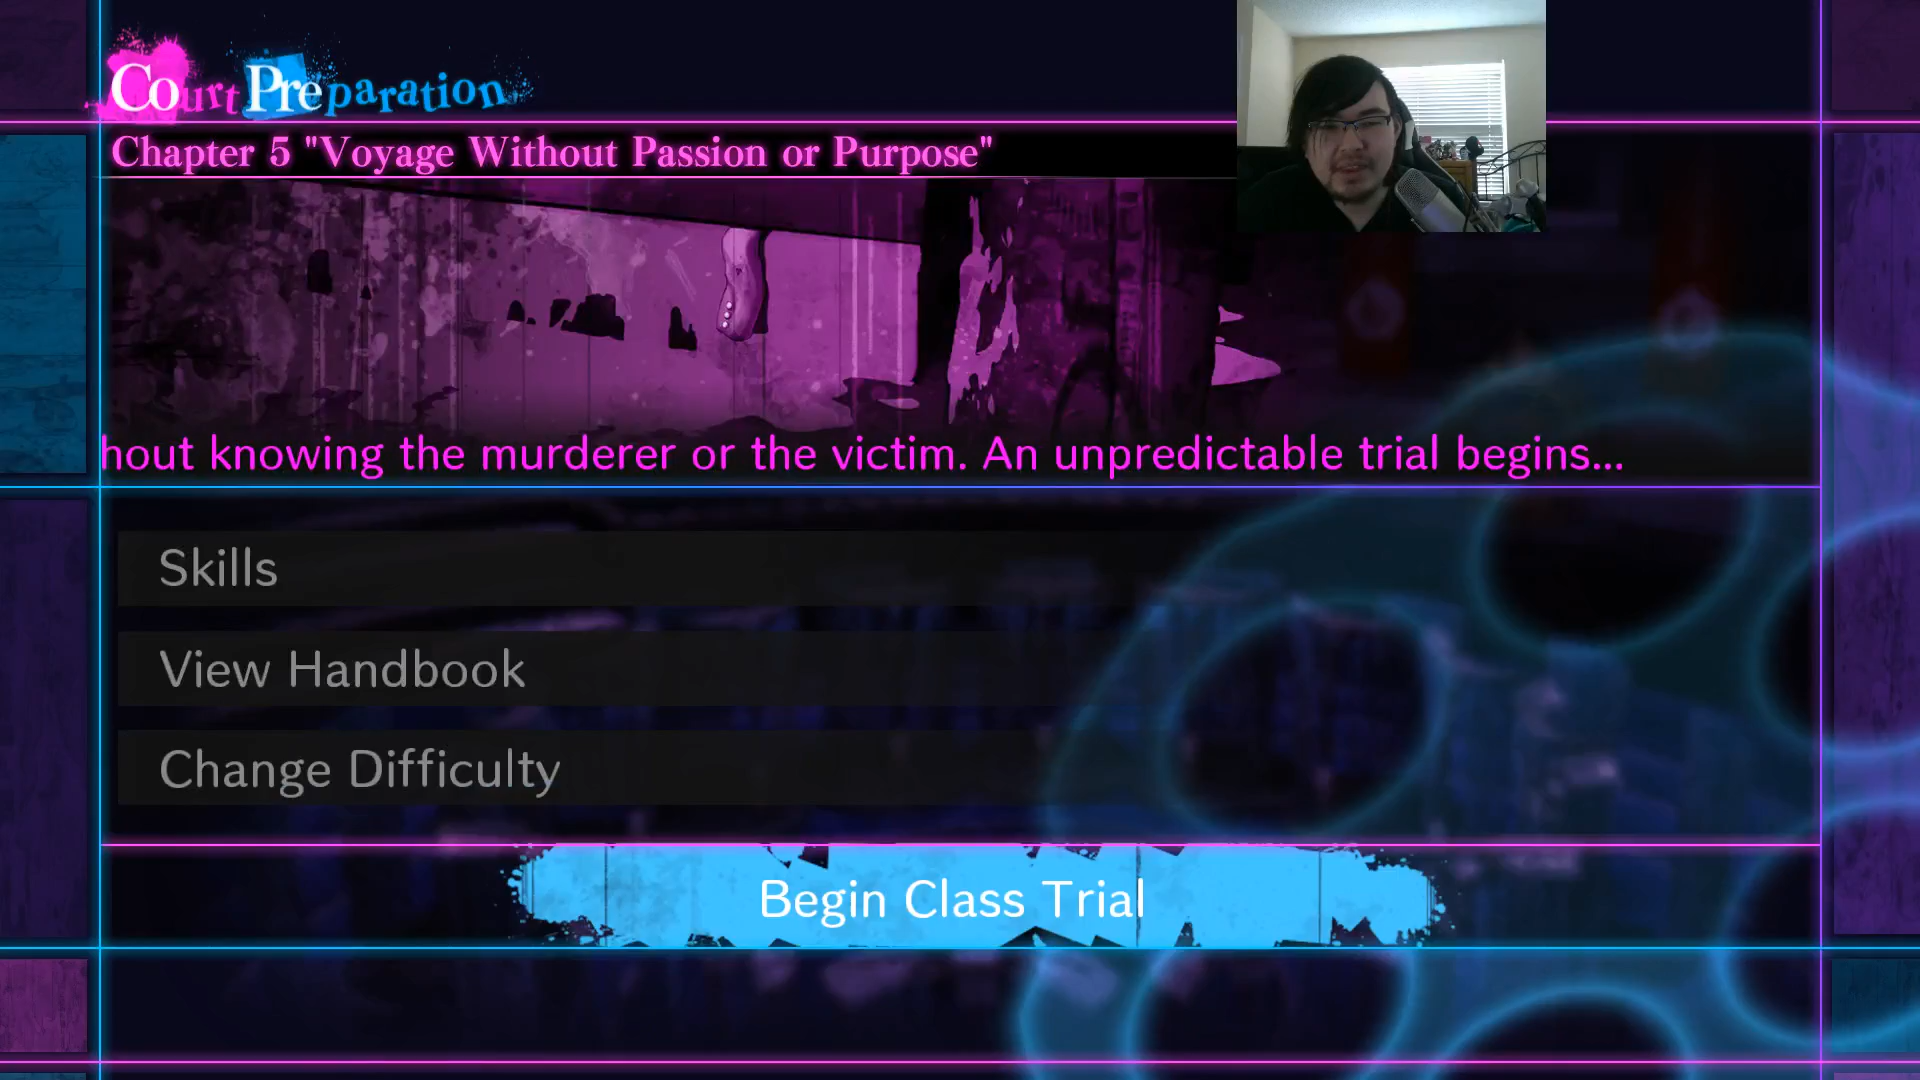 Court Preparation
Chapter 5 "Voyage Without Passion or Purpose"
hout knowing the murderer or the victim. An unpredictable trial begins...
Skills
View Handbook
Change Difficulty
Begin Class Trial